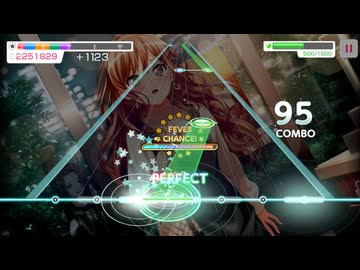 2251829
+1123
500/1000
FEVER
CHANCE!
95
COMBO
PERFECT